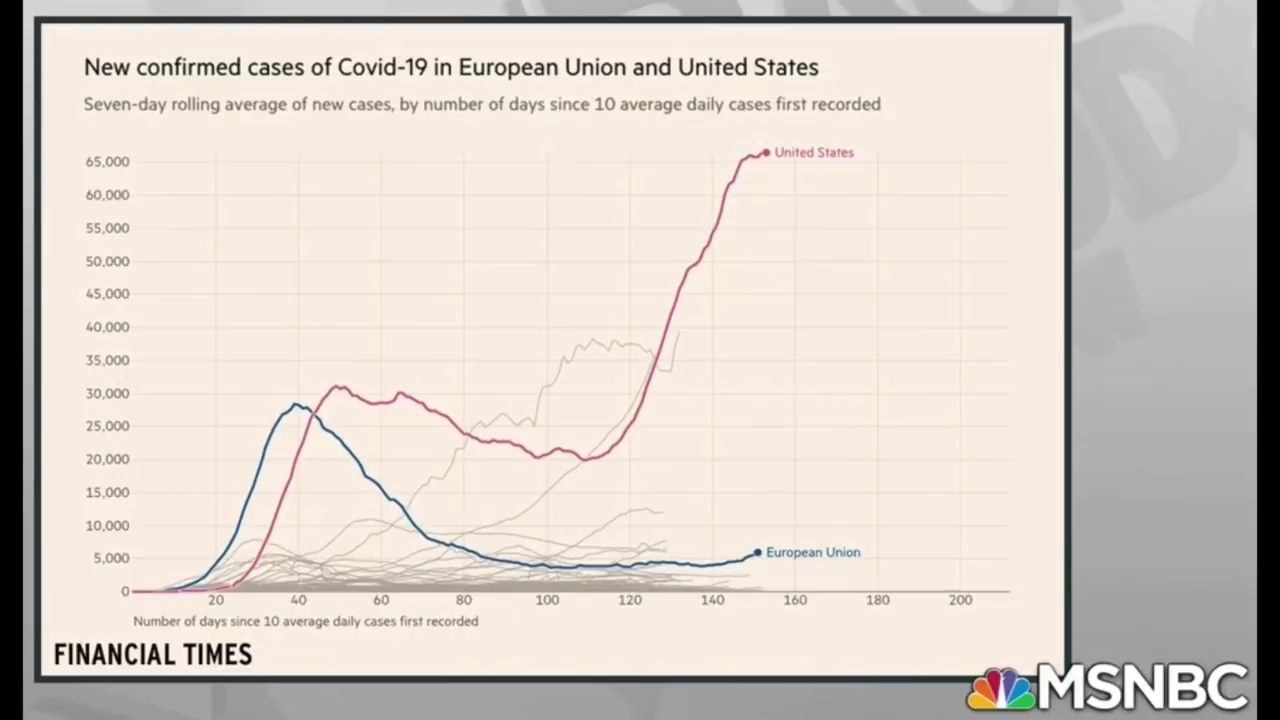 New confirmed cases of Covid-19 in European Union and United States
Seven-day rolling average of new cases, by number of days since 10 average daily cases first recorded
United States
65,000
60,000
55,000
50,000
45,000
40,000
35,000
30,000
25,000
20,000
15,000
10,000
5,000
European Union
0
20 40 60 80 100 120 140 160 180 200
Number of days since 10 average daily cases first recorded
FINANCIAL TIMES
MSNBC